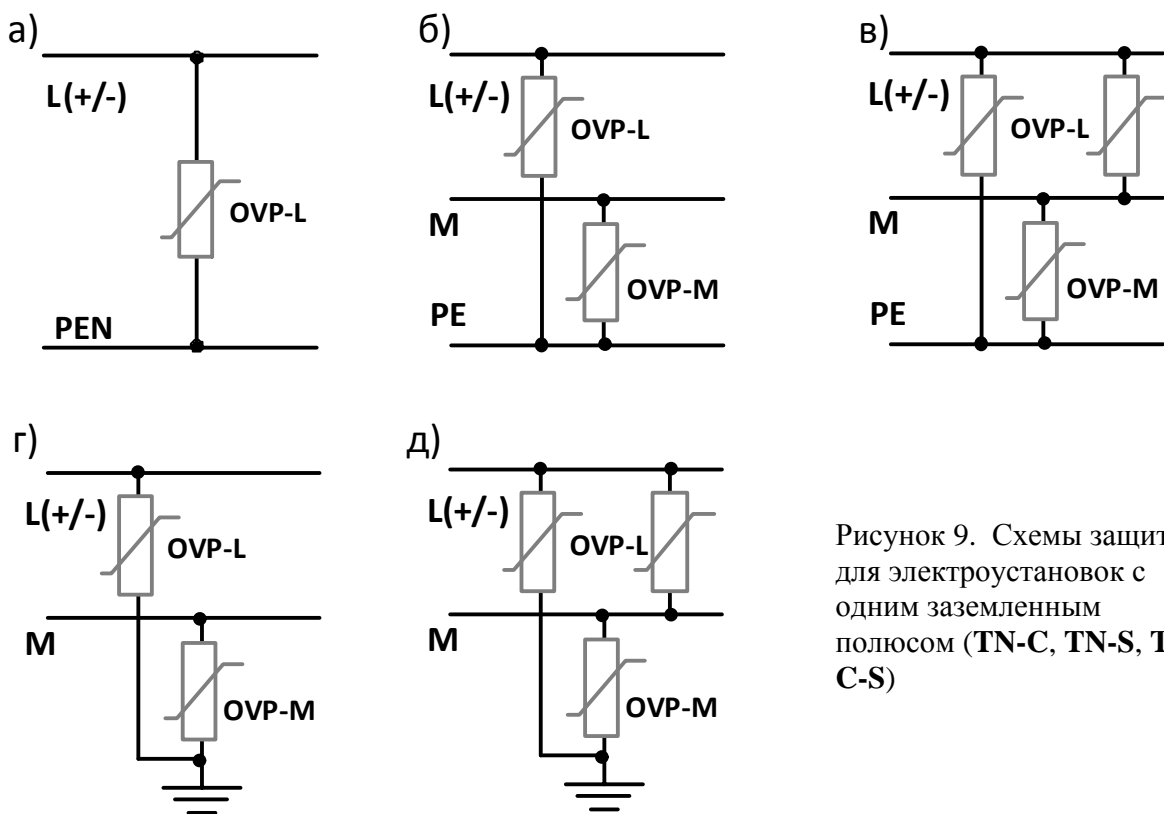 а)
L(+/-)
OVP-L
PEN
б)
L(+/-)
OVP-L
M
OVP-M
PE
в)
L(+/-)
OVP-L
M
OVP-M
PE
г)
L(+/-)
OVP-L
M
OVP-M
д)
L(+/-)
OVP-L
M
OVP-M
Рисунок 9. Схемы
для электроустановок с
одним заземленным
полюсом (TN-C, TN-S,
C-S)